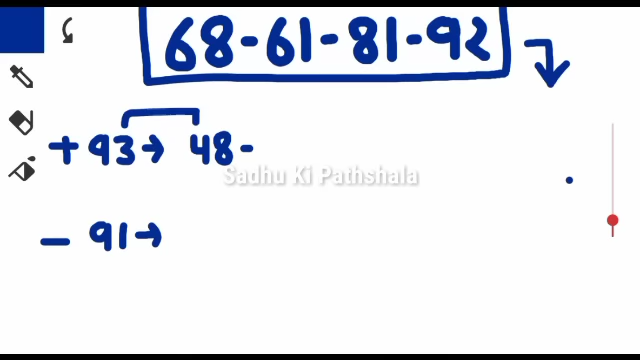 68-61-81-92
+ 93→ 48-
Sadhu Ki Pathshala
- 91→